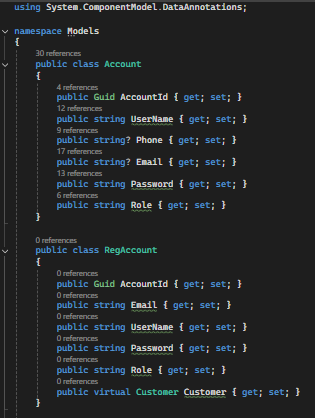 using System.ComponentModel.DataAnnotations;
namespace Models
{
30 references
public class Account
{
4 references
public Guid AccountId { get; set; }
12 references
public string UserName { get; set; }
9 references
public string? Phone { get; set; }
17 references
public string? Email { get; set; }
13 references
public string Password { get; set; }
6 references
public string Role { get; set; }
}
0 references
public class RegAccount
{
0 references
public Guid AccountId { get; set; }
0 references
public string Email { get; set; }
0 references
public string UserName { get; set; }
0 references
public string Password { get; set; }
0 references
public string Role { get; set; }
0 references
public virtual Customer Customer { get; set; }
}